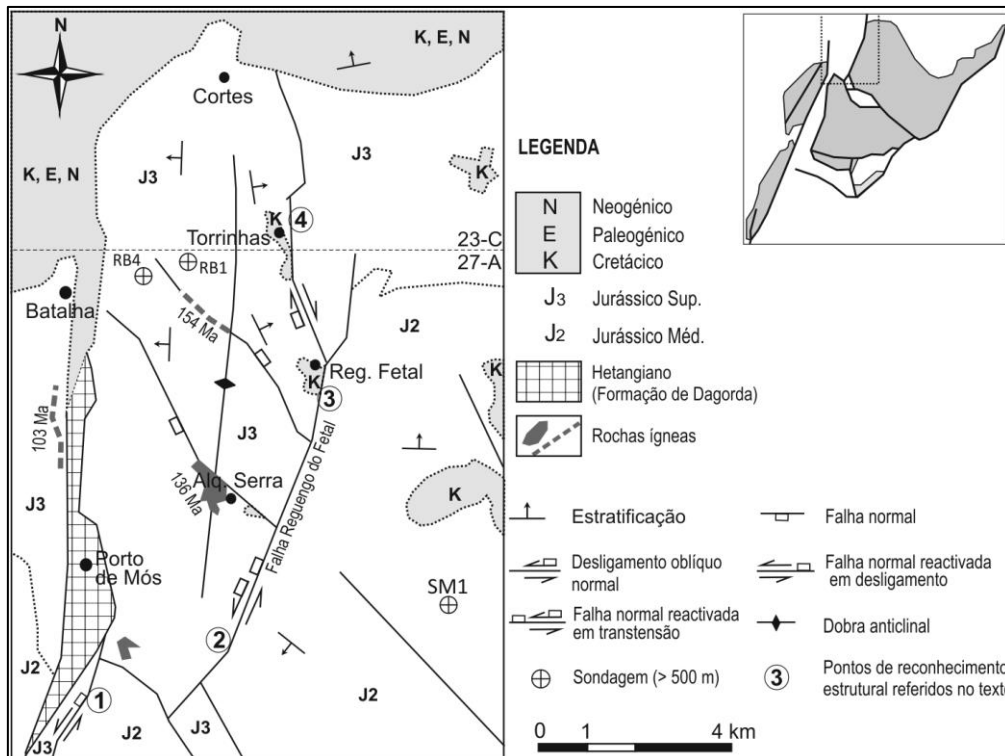 N
K, E, N
Cortes
K, E, N
J3
J3
K
K
4
Torrinhas
23-C
27-A
RB4
RB1
Batalha
154 Ma
J2
Reg. Fetal
K
K
3
103 Ma
J3
J3
Alq. Serra
136 Ma
K
Falha Reguengo do Fetal
Porto
de Mós
SM1
2
J2
1
J2
J3
J2
J3
LEGENDA
N Neogénico
E Paleogénico
K Cretácico
J3 Jurássico Sup.
J2 Jurássico Méd.
Hetangiano
(Formação de Dagorda)
Rochas ígneas
Estratificação
Falha normal
Desligamento oblíquo
normal
Falha normal reactivada
em desligamento
Falha normal reactivada
em transtensão
Dobra anticlinal
Sondagem (> 500 m)
3 Pontos de reconhecimento
estrutural referidos no texto
0 1 4 km